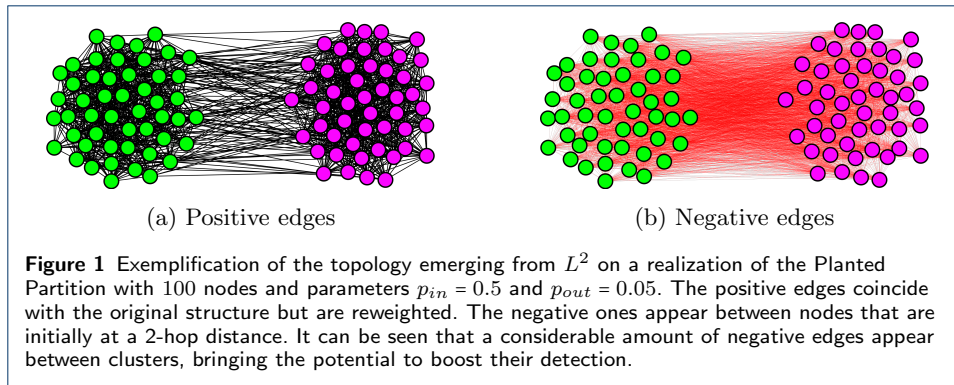 (a) Positive edges
(b) Negative edges
Figure 1 Exemplification of the topology emerging from L² on a realization of the Planted
Partition with 100 nodes and parameters p_in = 0.5 and p_out = 0.05. The positive edges coincide
with the original structure but are reweighted. The negative ones appear between nodes that are
initially at a 2-hop distance. It can be seen that a considerable amount of negative edges appear
between clusters, bringing the potential to boost their detection.